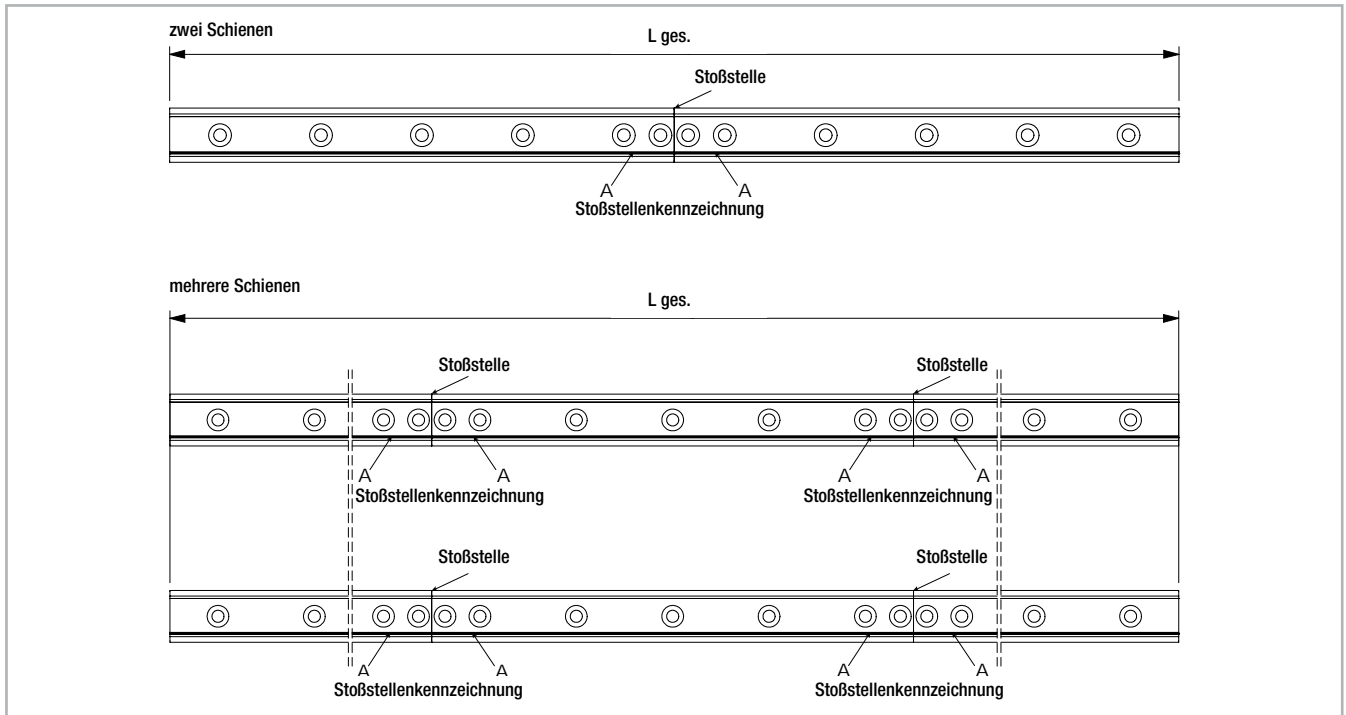 zwei Schienen
L ges.
Stoßstelle
A A
Stoßstellenkennzeichnung
mehrere Schienen
L ges.
Stoßstelle Stoßstelle
A A A A
Stoßstellenkennzeichnung Stoßstellenkennzeichnung
Stoßstelle Stoßstelle
A A A A
Stoßstellenkennzeichnung Stoßstellenkennzeichnung